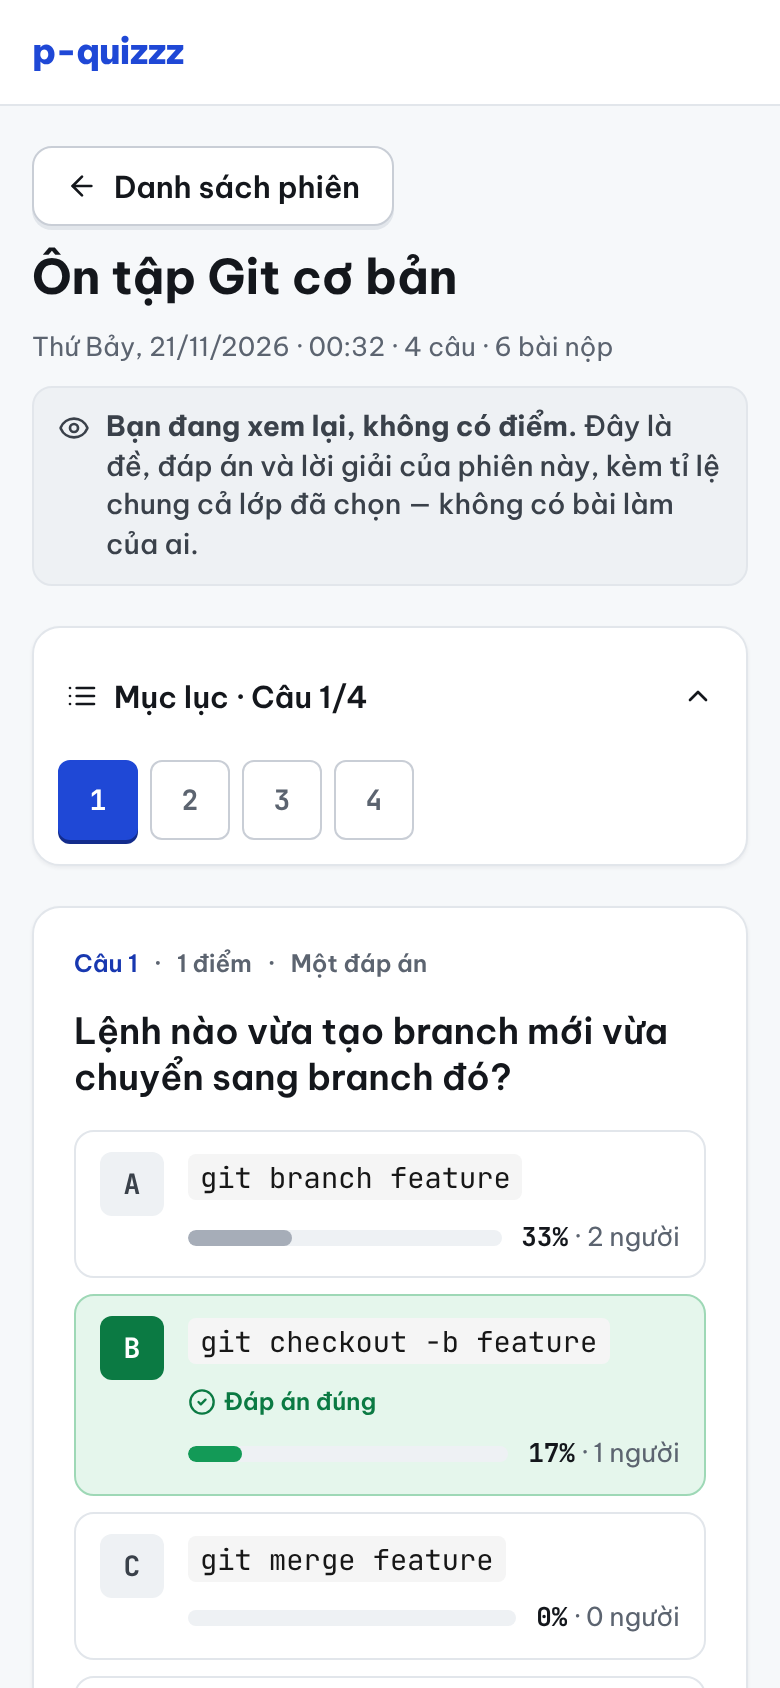 p-quizzz
Danh sách phiên
Ôn tập Git cơ bản
Thứ Bảy, 21/11/2026 · 00:32 · 4 câu · 6 bài nộp
Bạn đang xem lại, không có điểm. Đây là
đề, đáp án và lời giải của phiên này, kèm tỉ lệ
chung cả lớp đã chọn — không có bài làm
của ai.
Mục lục · Câu 1/4
1 2 3 4
Câu 1 · 1 điểm · Một đáp án
Lệnh nào vừa tạo branch mới vừa
chuyển sang branch đó?
A git branch feature
33% · 2 người
B git checkout -b feature
Đáp án đúng
17% · 1 người
C git merge feature
0% · 0 người